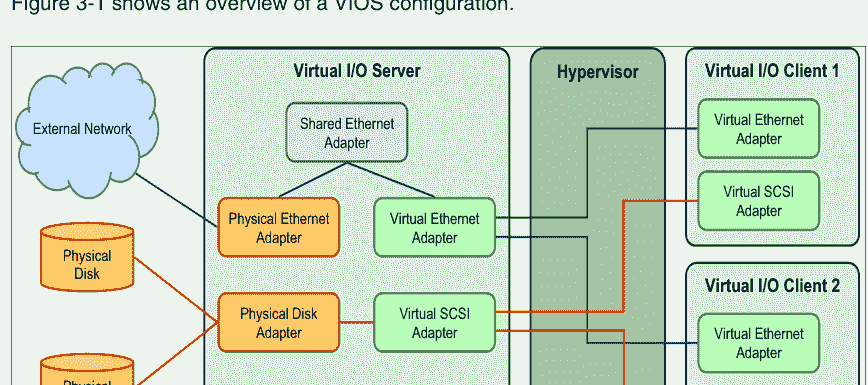 Figure 3-1 shows an overview of a VIOS configuration.
Virtual I/O Server
Hypervisor
Virtual I/O Client 1
External Network
Shared Ethernet
Adapter
Virtual Ethernet
Adapter
Virtual SCSI
Adapter
Physical Ethernet
Adapter
Virtual Ethernet
Adapter
Physical
Disk
Virtual I/O Client 2
Physical Disk
Adapter
Virtual SCSI
Adapter
Virtual Ethernet
Adapter
Physical